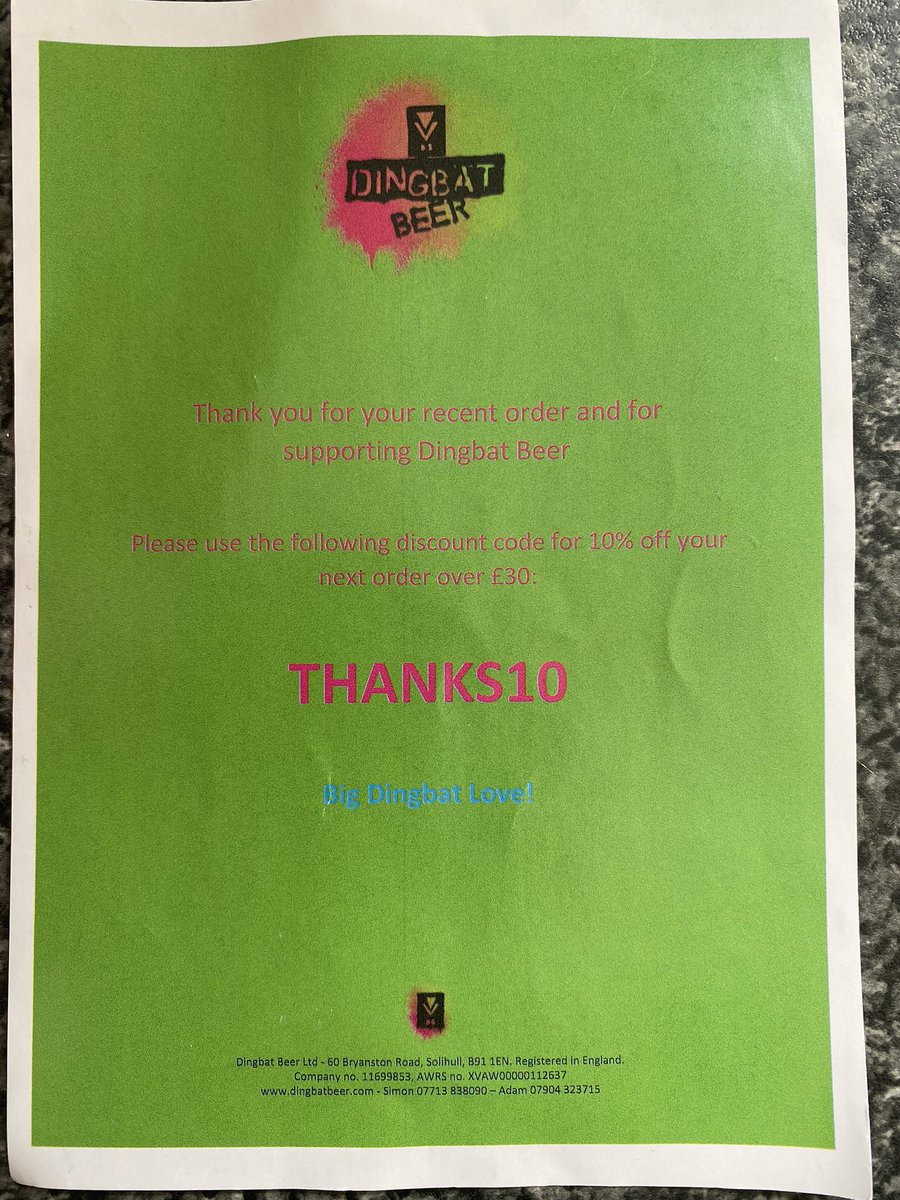 DINGBAT
BEER
Thank you for your recent order and for
supporting Dingbat Beer
Please use the following discount code for 10% off your
next order over £30:
THANKS10
Big Dingbat Love!
Dingbat Beer Ltd - 60 Bryanston Road, Solihull, B91 1EN. Registered in England.
Company no. 11699853, AWRS no. XVAW00000112637
www.dingbatbeer.com - Simon 07713 838090 – Adam 07904 323715